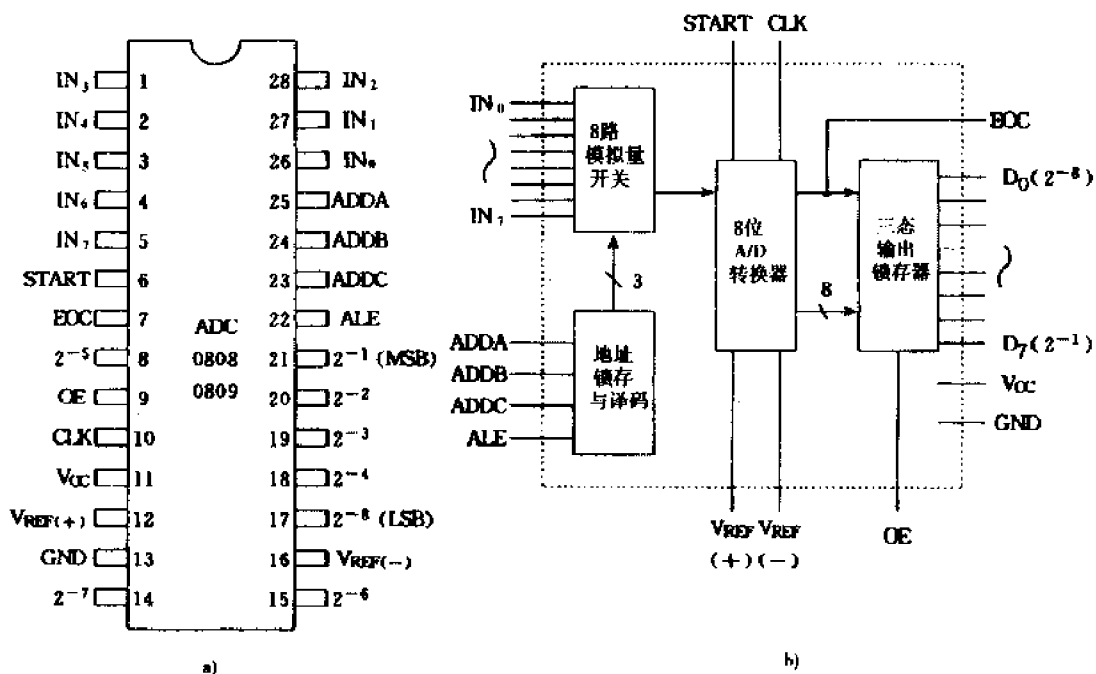 IN₃ 1 28 IN₂
IN₄ 2 27 IN₁
IN₅ 3 26 IN₀
IN₆ 4 25 ADDA
IN₇ 5 24 ADDB
START 6 23 ADDC
EOC 7 22 ALE
ADC
0808
0809
2⁻⁵ 8 21 2⁻¹ (MSB)
OE 9 20 2⁻²
CLK 10 19 2⁻³
VCC 11 18 2⁻⁴
VREF(+) 12 17 2⁻⁸ (LSB)
GND 13 16 VREF(−)
2⁻⁷ 14 15 2⁻⁶
a)
START CLK
IN₀
IN₇
8路
模拟量
开关
3
ADDA
ADDB
ADDC
ALE
地址
锁存
与译码
8位
A/D
转换器
8
三态
输出
锁存器
EOC
D₀(2⁻⁸)
D₇(2⁻¹)
VCC
GND
VREF VREF
(+) (−)
OE
b)